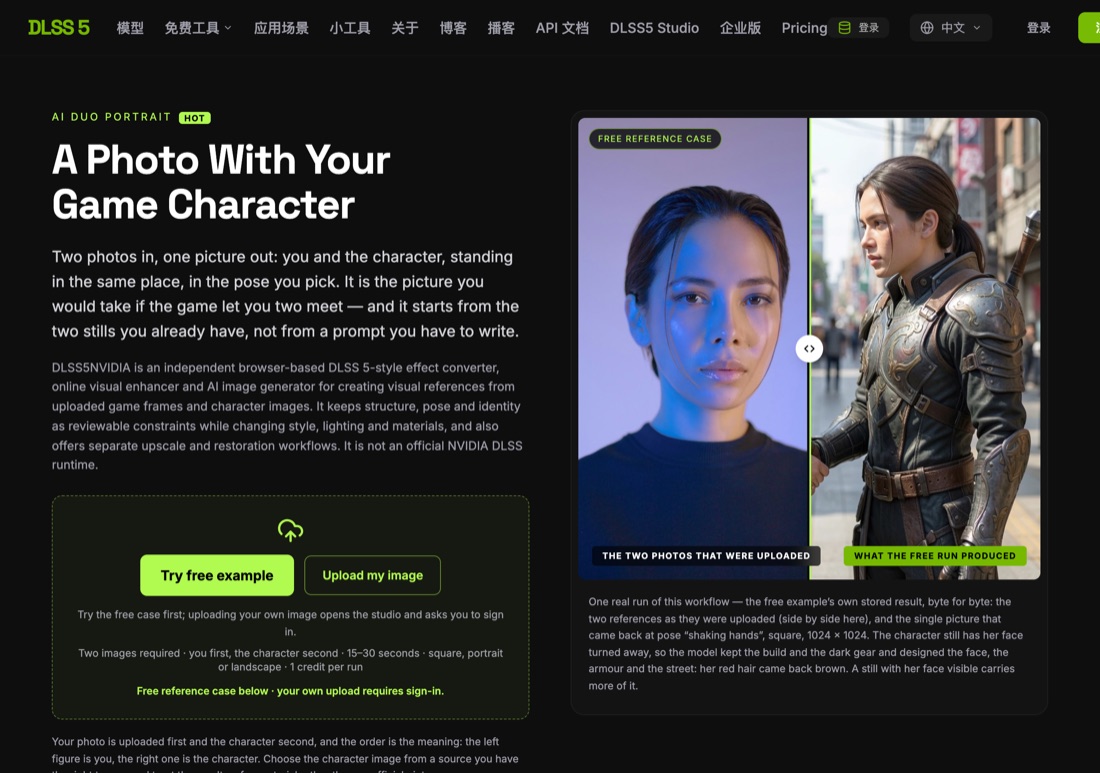 DLSS 5 模型 免费工具 应用场景 小工具 关于 博客 播客 API 文档 DLSS5 Studio 企业版 Pricing 登录 中文 登录
AI DUO PORTRAIT HOT
A Photo With Your
Game Character
Two photos in, one picture out: you and the character, standing
in the same place, in the pose you pick. It is the picture you
would take if the game let you two meet — and it starts from the
two stills you already have, not from a prompt you have to write.
DLSS5NVIDIA is an independent browser-based DLSS 5-style effect converter,
online visual enhancer and AI image generator for creating visual references from
uploaded game frames and character images. It keeps structure, pose and identity
as reviewable constraints while changing style, lighting and materials, and also
offers separate upscale and restoration workflows. It is not an official NVIDIA DLSS
runtime.
Try free example Upload my image
Try the free case first; uploading your own image opens the studio and asks you to sign
in.
Two images required · you first, the character second · 15–30 seconds · square, portrait
or landscape · 1 credit per run
Free reference case below · your own upload requires sign-in.
Your photo is uploaded first and the character second, and the order is the meaning: the left
figure is you, the right one is the character. Choose the character image from a source you have
FREE REFERENCE CASE
THE TWO PHOTOS THAT WERE UPLOADED WHAT THE FREE RUN PRODUCED
One real run of this workflow — the free example's own stored result, byte for byte: the
two references as they were uploaded (side by side here), and the single picture that
came back at pose “shaking hands”, square, 1024 × 1024. The character still has her face
turned away, so the model kept the build and the dark gear and designed the face, the
armour and the street: her red hair came back brown. A still with her face visible carries
more of it.